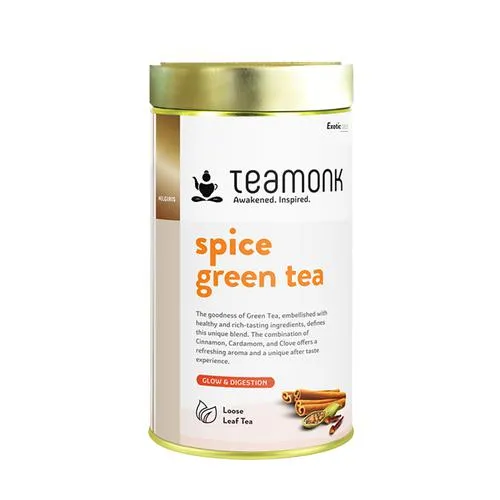 Exotic
NILGIRIS
TEAMONK
Awakened. Inspired.
spice
green tea
The goodness of Green Tea, embellished with
healthy and rich-tasting ingredients, defines
this unique blend. The combination of
Cinnamon, Cardamom, and Clove offers a
refreshing aroma and a unique after taste
experience.
GLOW & DIGESTION
Loose
Leaf Tea